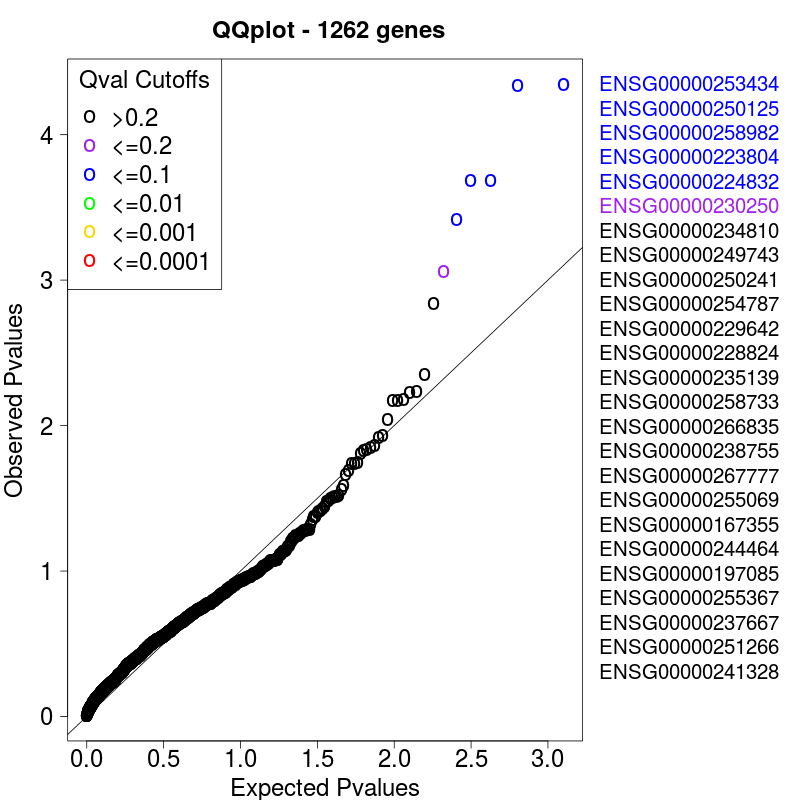 QQplot - 1262 genes
Qval Cutoffs
o >0.2
o <=0.2
o <=0.1
o <=0.01
o <=0.001
o <=0.0001
Observed Pvalues
4
3
2
1
0
0.0 0.5 1.0 1.5 2.0 2.5 3.0
Expected Pvalues
ENSG00000253434
ENSG00000250125
ENSG00000258982
ENSG00000223804
ENSG00000224832
ENSG00000230250
ENSG00000234810
ENSG00000249743
ENSG00000250241
ENSG00000254787
ENSG00000229642
ENSG00000228824
ENSG00000235139
ENSG00000258733
ENSG00000266835
ENSG00000238755
ENSG00000267777
ENSG00000255069
ENSG00000167355
ENSG00000244464
ENSG00000197085
ENSG00000255367
ENSG00000237667
ENSG00000251266
ENSG00000241328